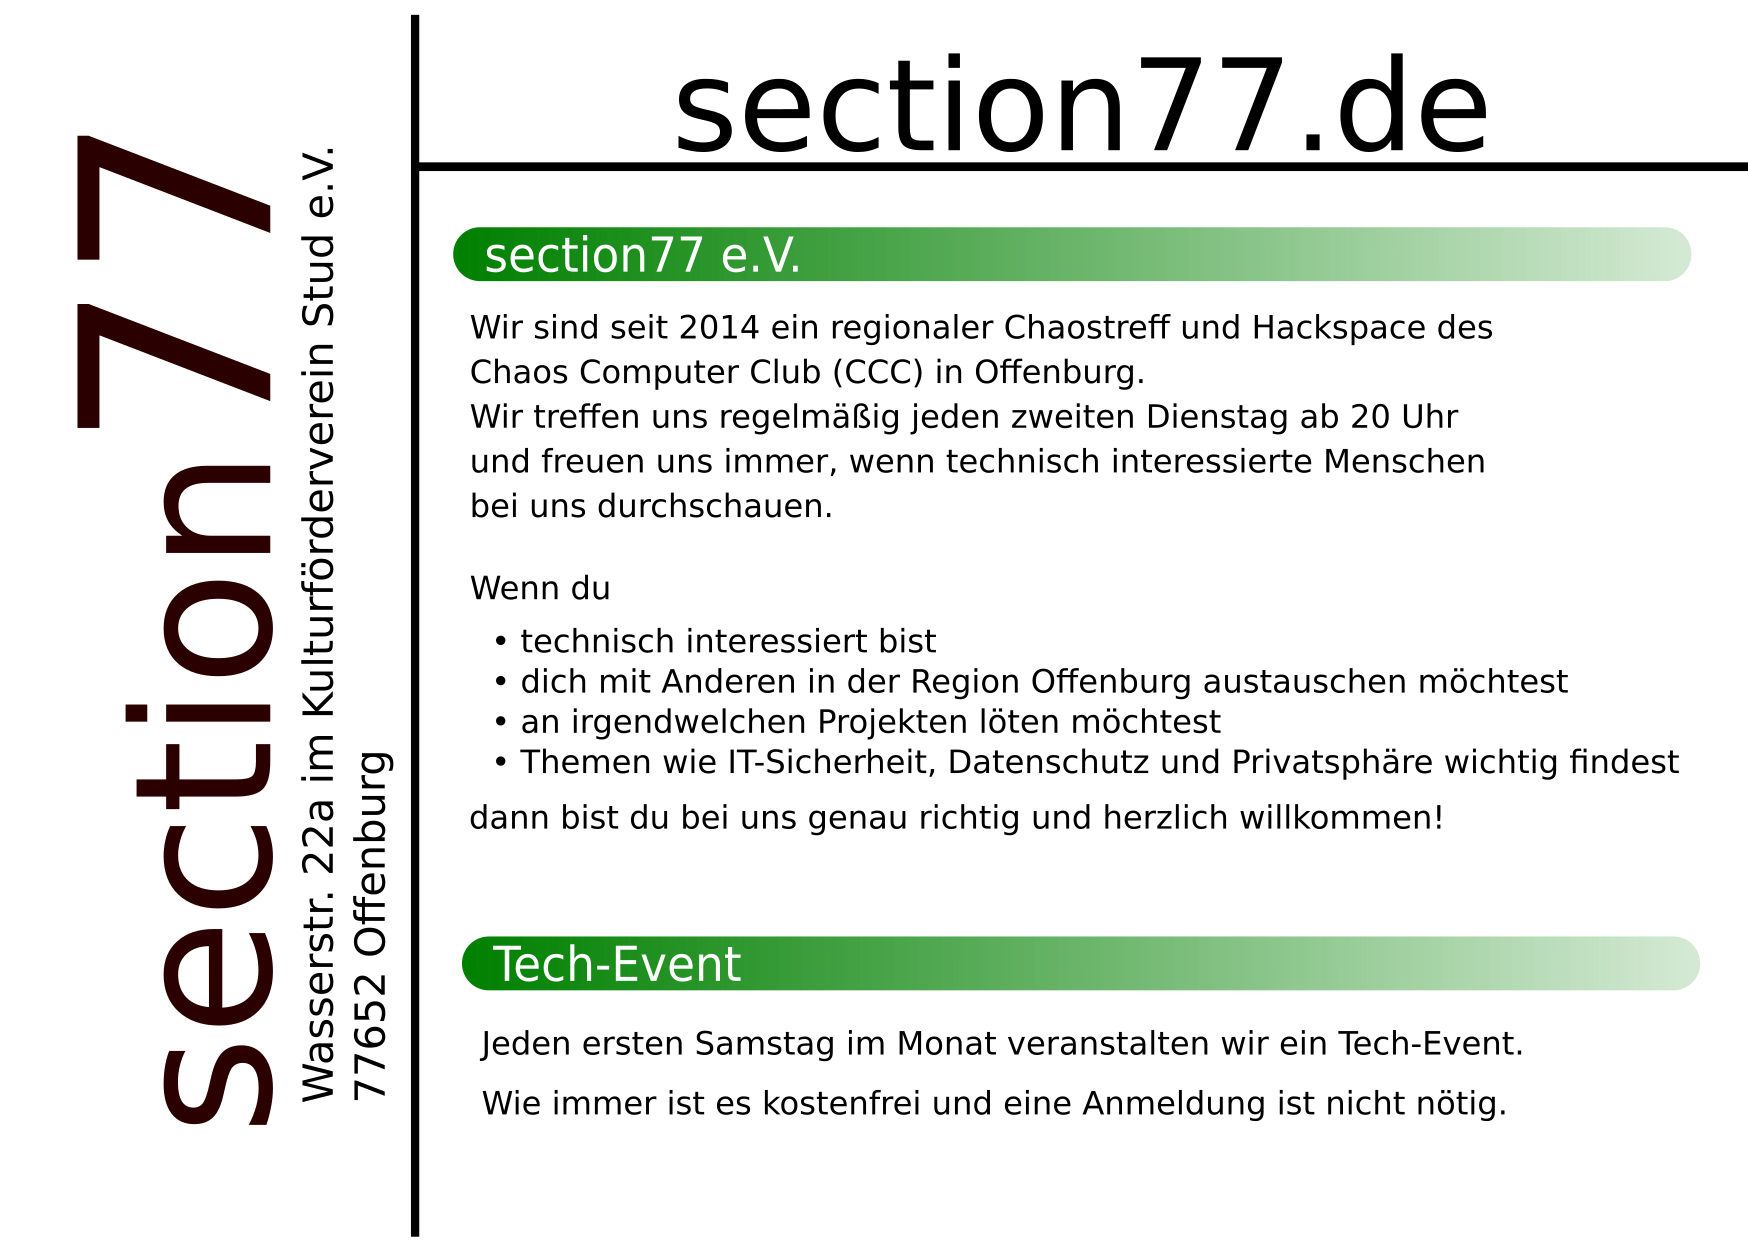 section77
Wasserstr. 22a im Kulturförderverein Stud e.V.
77652 Offenburg
section77.de
section77 e.V.
Wir sind seit 2014 ein regionaler Chaostreff und Hackspace des
Chaos Computer Club (CCC) in Offenburg.
Wir treffen uns regelmäßig jeden zweiten Dienstag ab 20 Uhr
und freuen uns immer, wenn technisch interessierte Menschen
bei uns durchschauen.
Wenn du
• technisch interessiert bist
• dich mit Anderen in der Region Offenburg austauschen möchtest
• an irgendwelchen Projekten löten möchtest
• Themen wie IT-Sicherheit, Datenschutz und Privatsphäre wichtig findest
dann bist du bei uns genau richtig und herzlich willkommen!
Tech-Event
Jeden ersten Samstag im Monat veranstalten wir ein Tech-Event.
Wie immer ist es kostenfrei und eine Anmeldung ist nicht nötig.